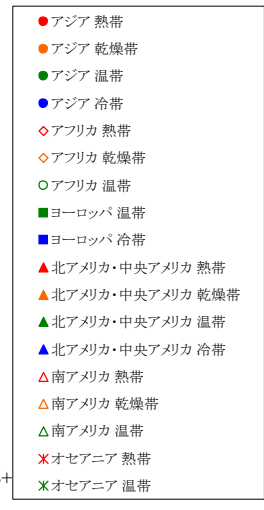 アジア 熱帯
アジア 乾燥帯
アジア 温帯
アジア 冷帯
アフリカ 熱帯
アフリカ 乾燥帯
アフリカ 温帯
ヨーロッパ 温帯
ヨーロッパ 冷帯
北アメリカ・中央アメリカ 熱帯
北アメリカ・中央アメリカ 乾燥帯
北アメリカ・中央アメリカ 温帯
北アメリカ・中央アメリカ 冷帯
南アメリカ 熱帯
南アメリカ 乾燥帯
南アメリカ 温帯
オセアニア 熱帯
オセアニア 温帯